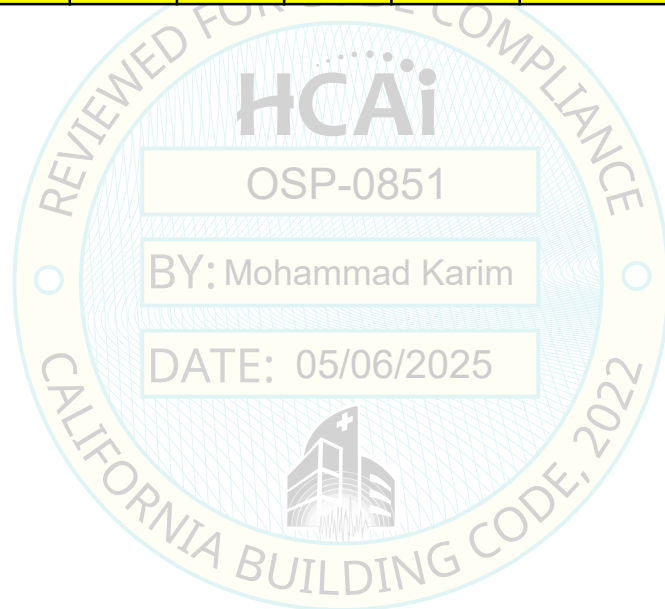 REVIEWED FOR CODE COMPLIANCE
HCAi
OSP-0851
BY: Mohammad Karim
DATE: 05/06/2025
CALIFORNIA BUILDING CODE, 2022